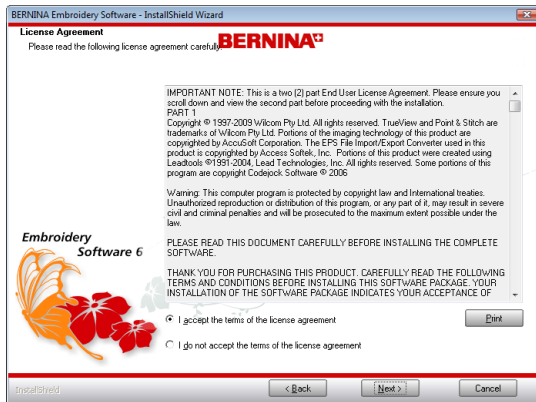 BERNINA Embroidery Software - InstallShield Wizard
License Agreement
Please read the following license agreement carefully.
BERNINA
IMPORTANT NOTE: This is a two (2) part End User License Agreement. Please ensure you
scroll down and view the second part before proceeding with the installation.
PART 1
Copyright © 1997-2009 Wilcom Pty Ltd. All rights reserved. TrueView and Point & Stitch are
trademarks of Wilcom Pty Ltd. Portions of the imaging technology of this product are
copyrighted by AccuSoft Corporation. The EPS File Import/Export Converter used in this
product is copyrighted by Access Softek, Inc. Portions of this product were created using
Leadtools ©1991-2004, Lead Technologies, Inc. All rights reserved. Some portions of this
program are copyright Codejock Software © 2006
Warning: This computer program is protected by copyright law and International treaties.
Unauthorized reproduction or distribution of this program, or any part of it, may result in severe
civil and criminal penalties and will be prosecuted to the maximum extent possible under the
law.
PLEASE READ THIS DOCUMENT CAREFULLY BEFORE INSTALLING THE COMPLETE
SOFTWARE.
THANK YOU FOR PURCHASING THIS PRODUCT. CAREFULLY READ THE FOLLOWING
TERMS AND CONDITIONS BEFORE INSTALLING THIS SOFTWARE PACKAGE. YOUR
INSTALLATION OF THE SOFTWARE PACKAGE INDICATES YOUR ACCEPTANCE OF
Embroidery
Software 6
I accept the terms of the license agreement
Print
I do not accept the terms of the license agreement
InstallShield
< Back
Next >
Cancel